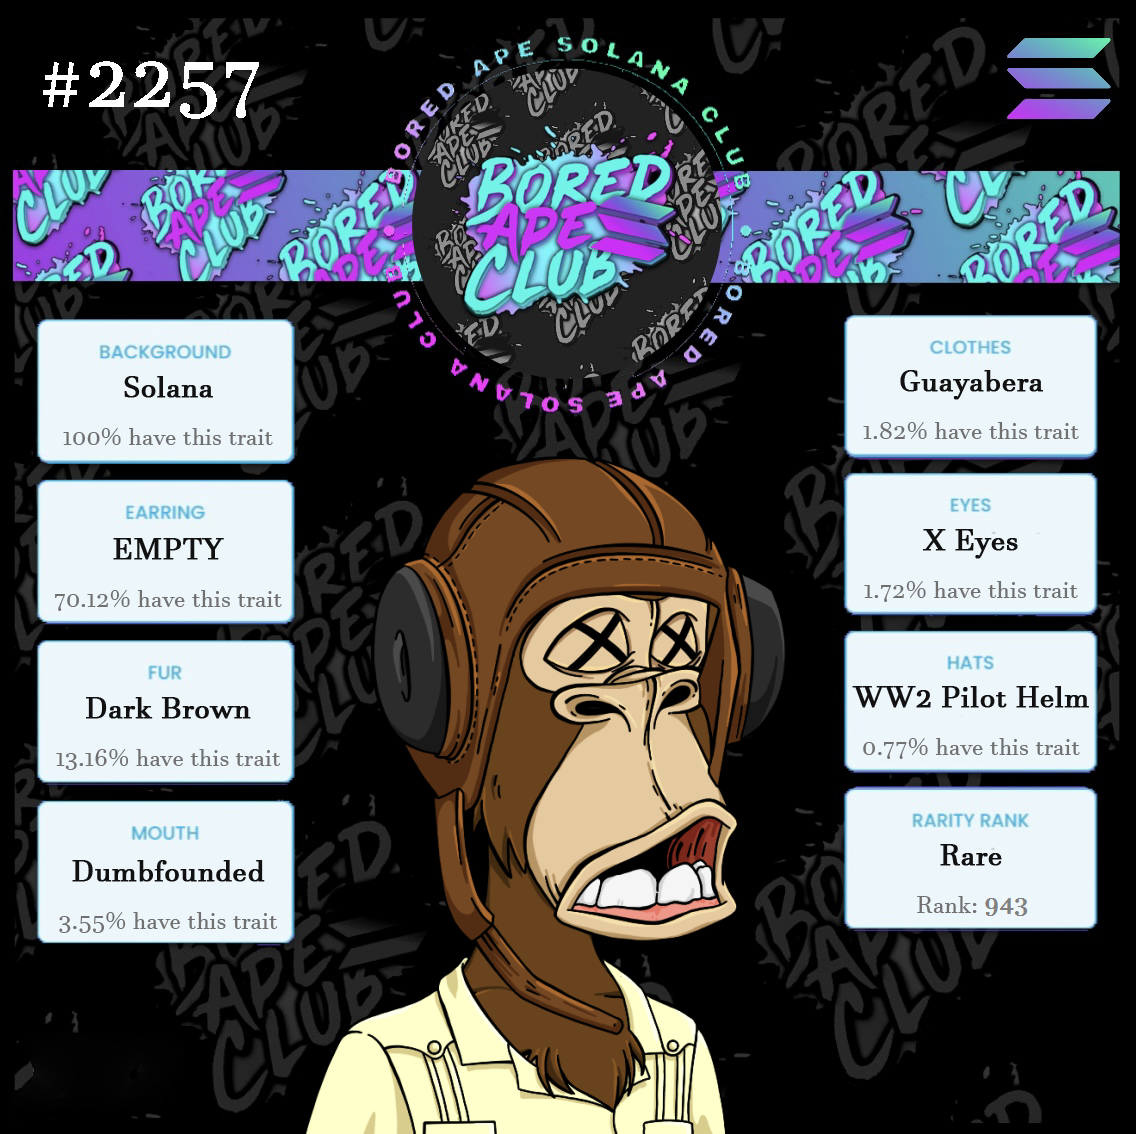 #2257
BORED APE SOLANA CLUB
BORED APE SOLANA CLUB
BORED
APE
CLUB
BACKGROUND
Solana
100% have this trait
EARRING
EMPTY
70.12% have this trait
FUR
Dark Brown
13.16% have this trait
MOUTH
Dumbfounded
3.55% have this trait
CLOTHES
Guayabera
1.82% have this trait
EYES
X Eyes
1.72% have this trait
HATS
WW2 Pilot Helm
0.77% have this trait
RARITY RANK
Rare
Rank: 943